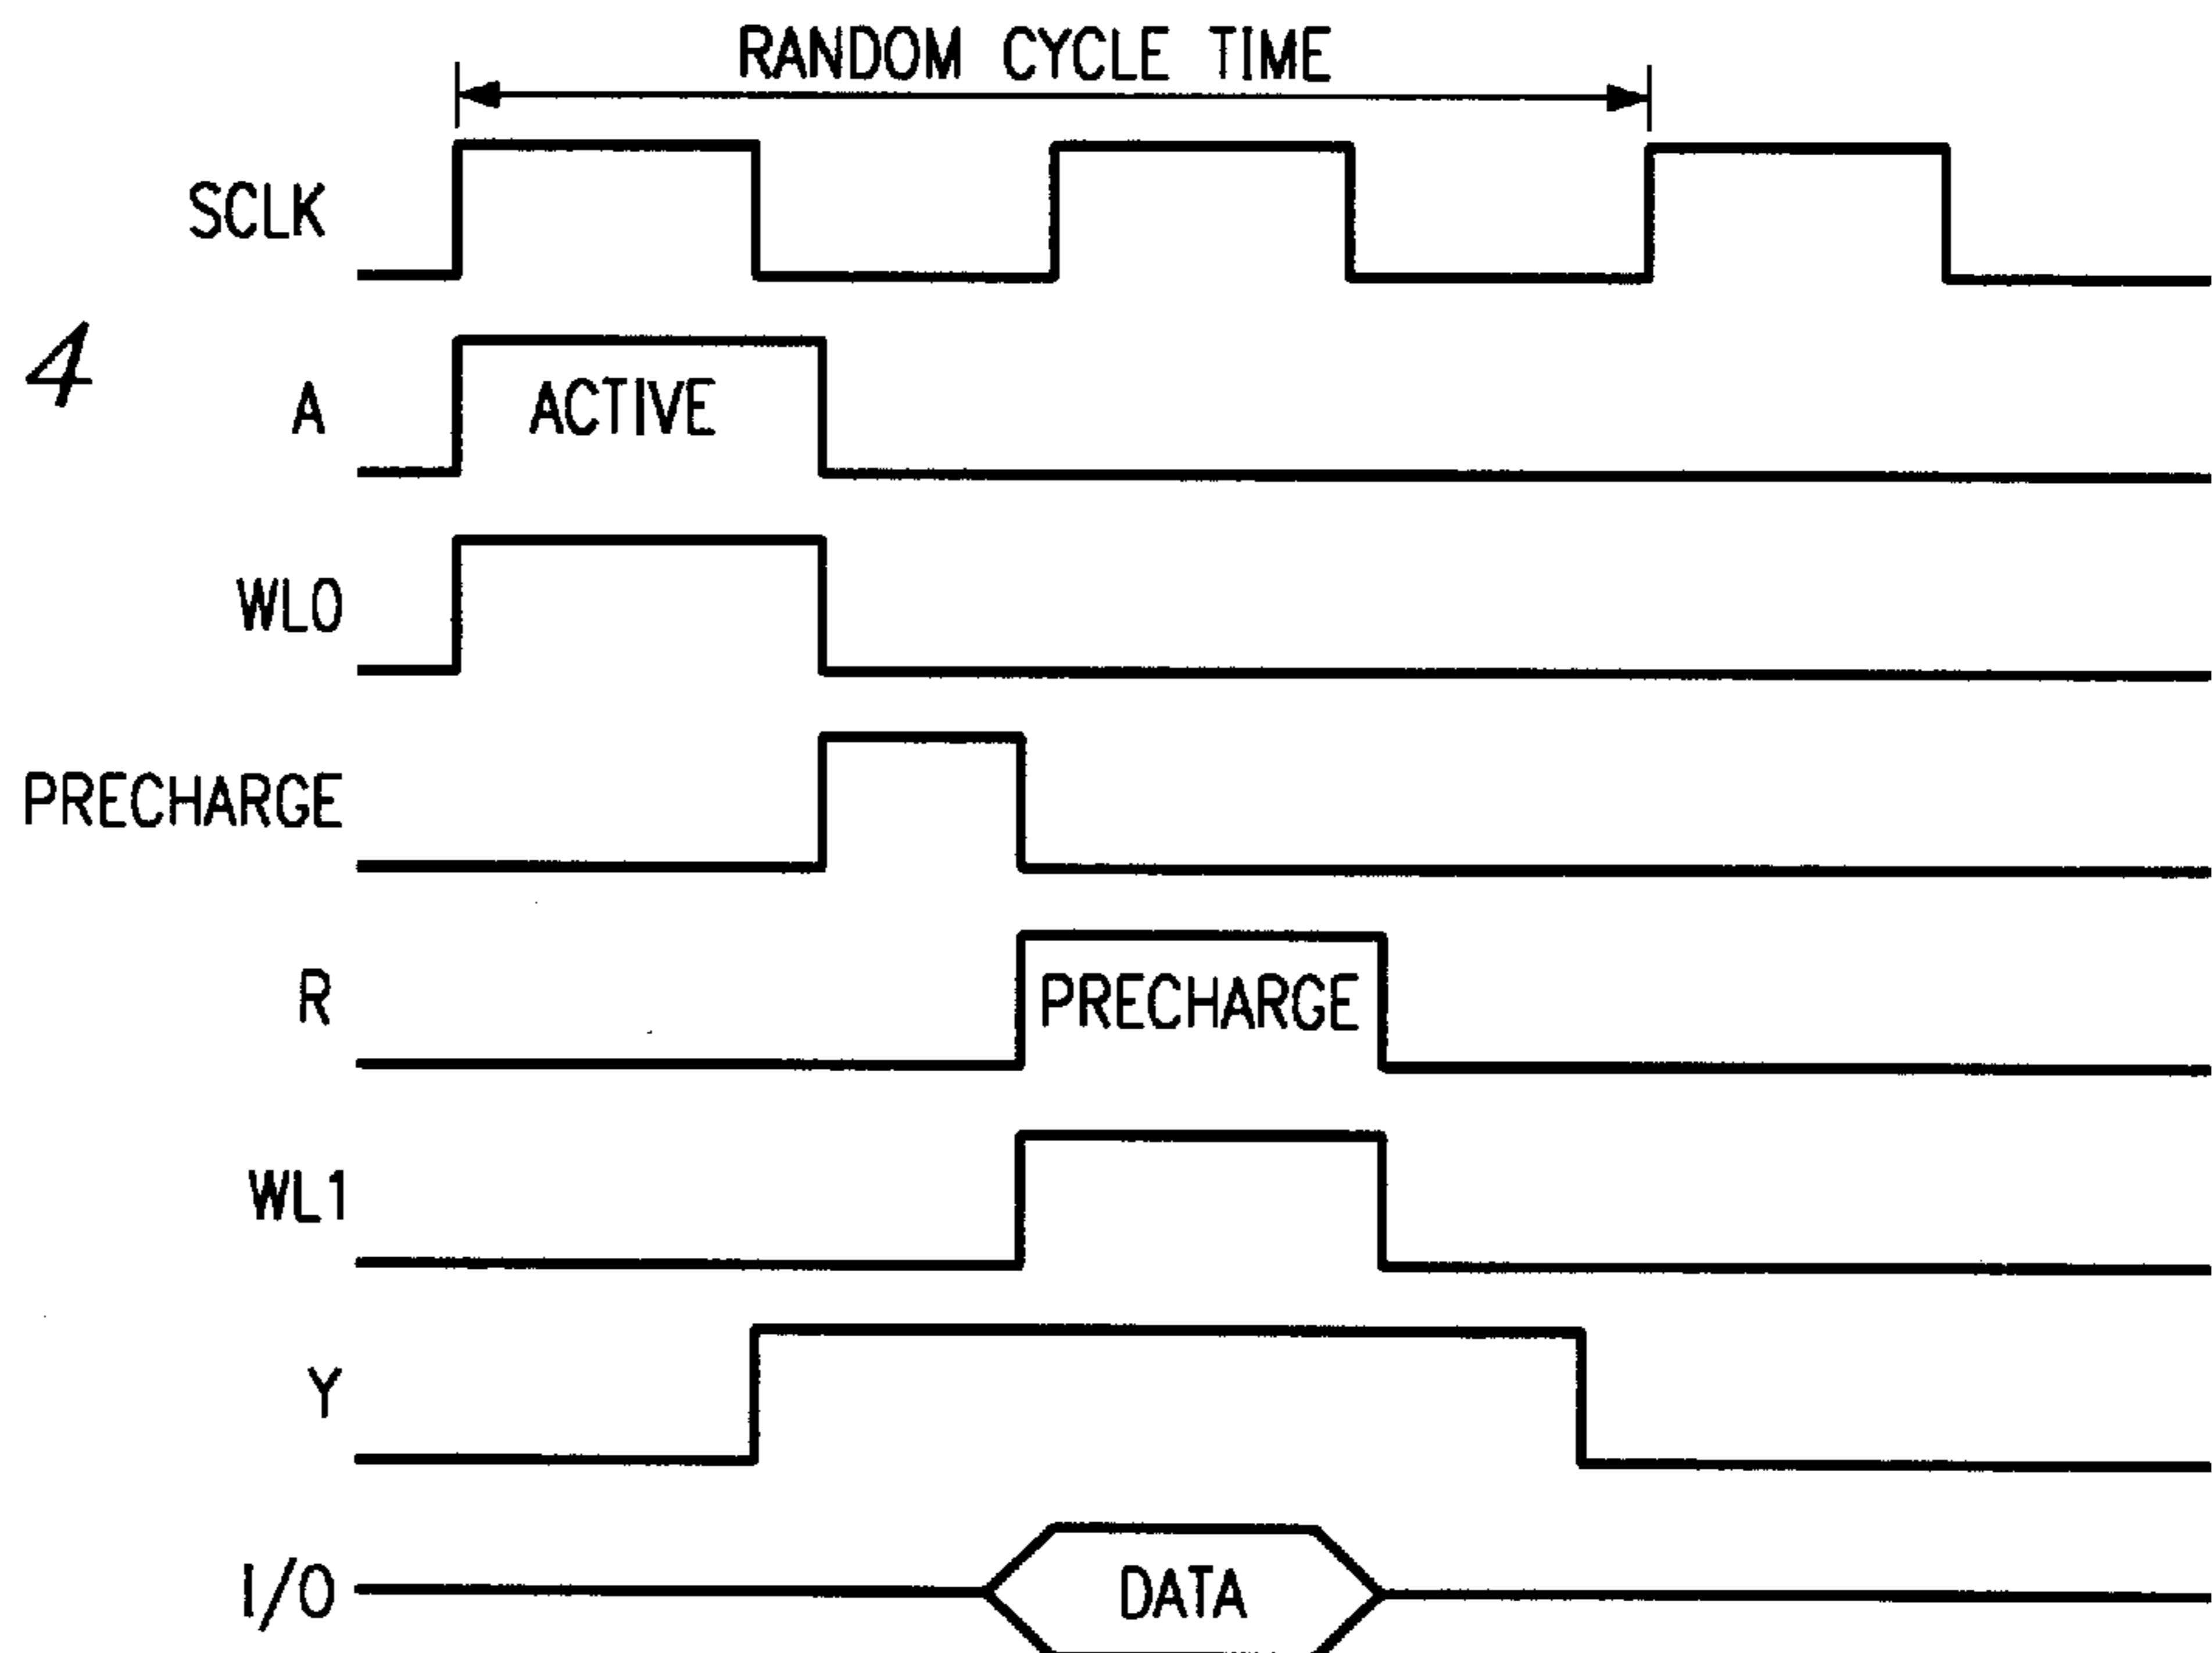 RANDOM CYCLE TIME
SCLK
4
A ACTIVE
WL0
PRECHARGE
R PRECHARGE
WL1
Y
I/O DATA